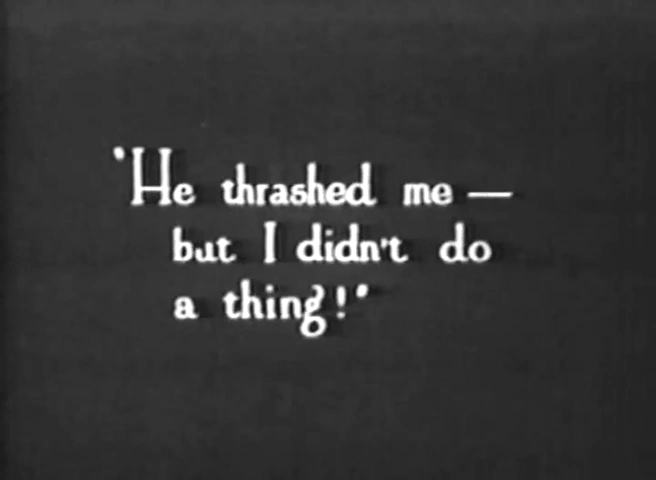 'He thrashed me —
but I didn't do
a thing!'